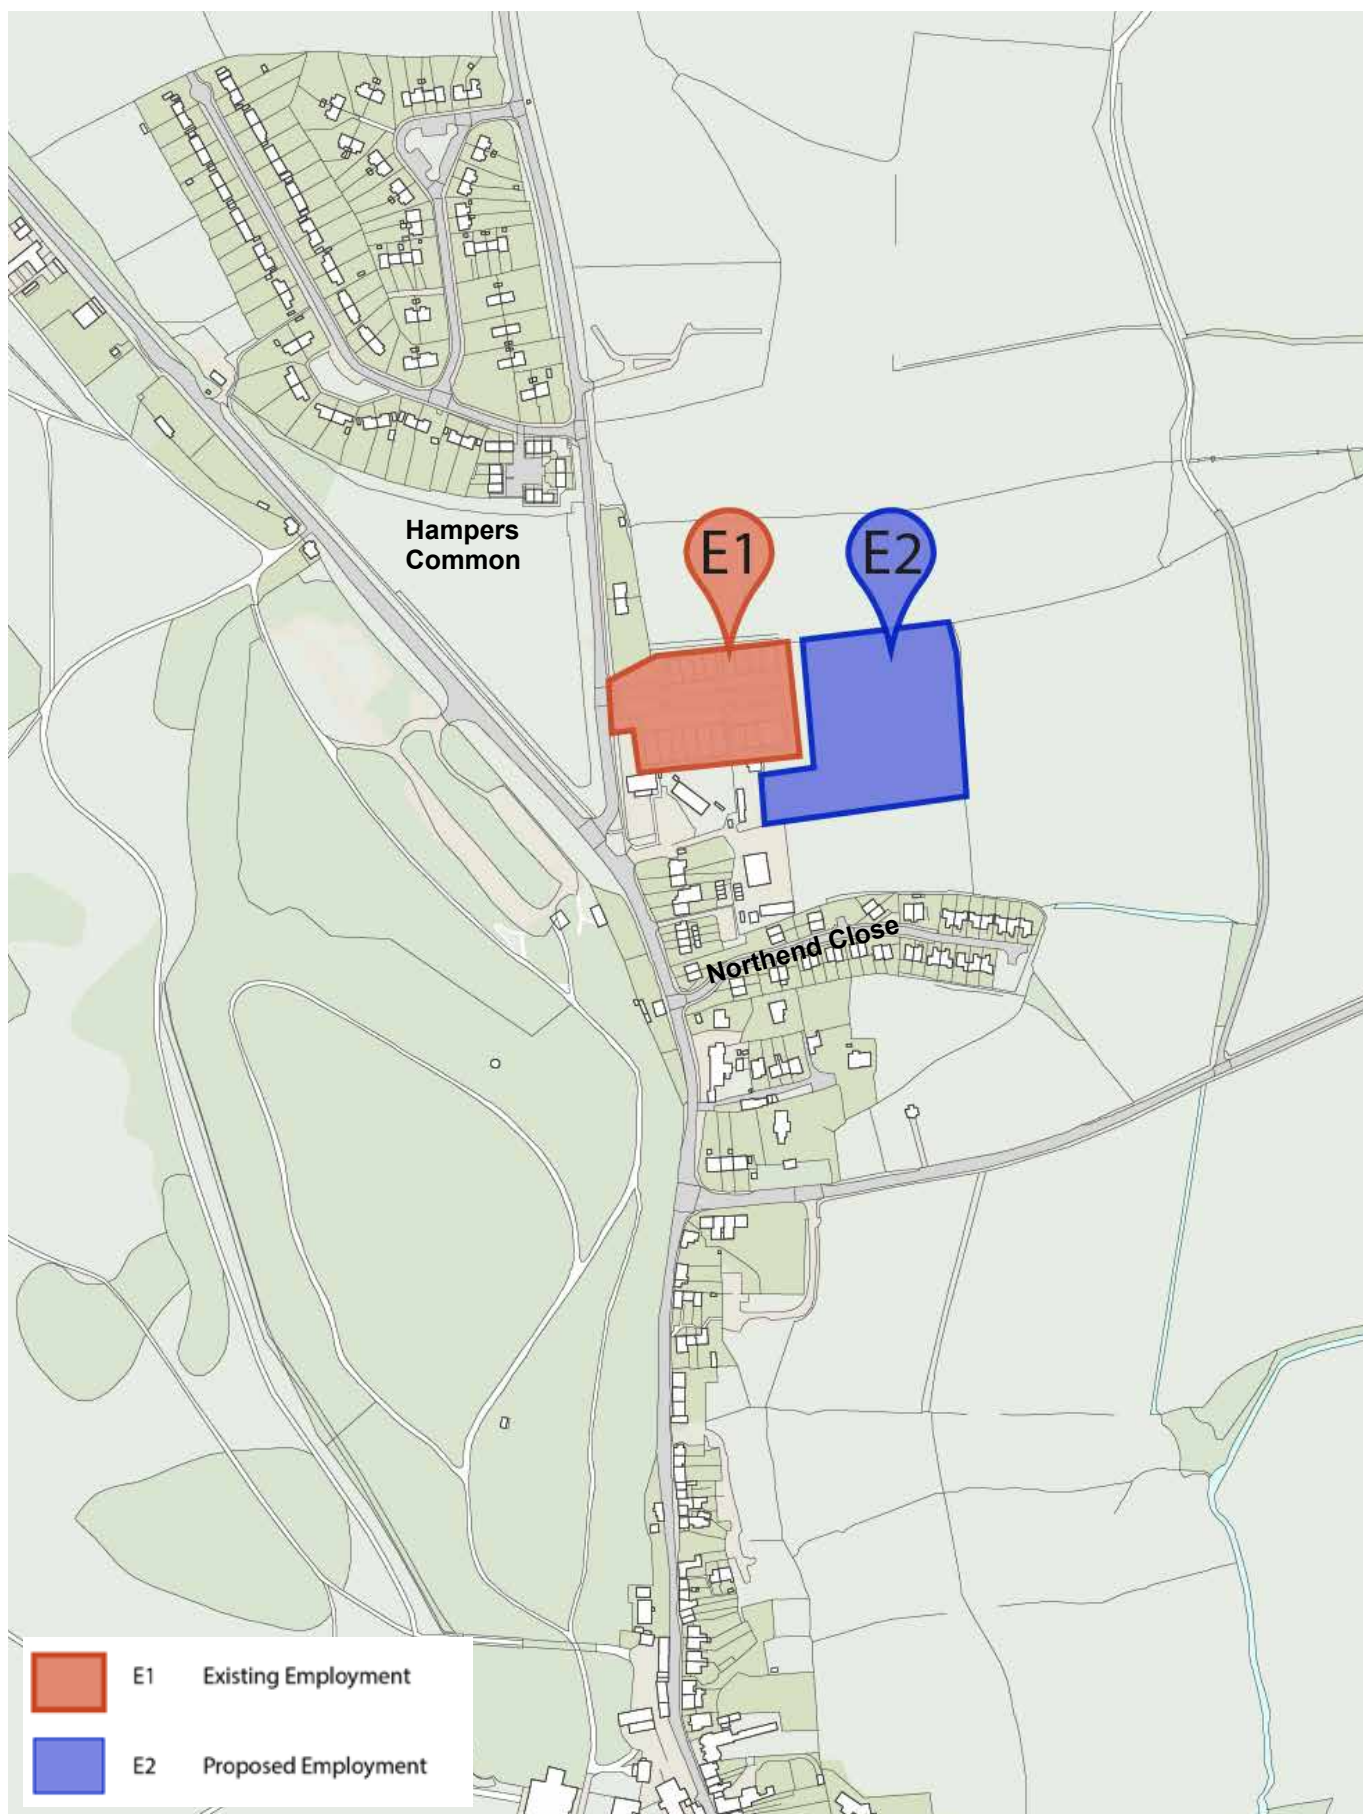 Hampers
Common
E1
E2
Northend Close
E1 Existing Employment
E2 Proposed Employment